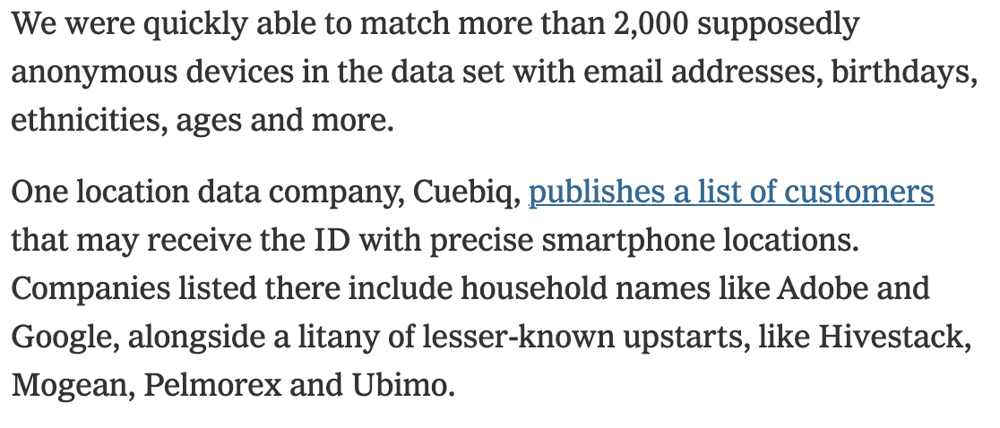 We were quickly able to match more than 2,000 supposedly
anonymous devices in the data set with email addresses, birthdays,
ethnicities, ages and more.
One location data company, Cuebiq, publishes a list of customers
that may receive the ID with precise smartphone locations.
Companies listed there include household names like Adobe and
Google, alongside a litany of lesser-known upstarts, like Hivestack,
Mogean, Pelmorex and Ubimo.